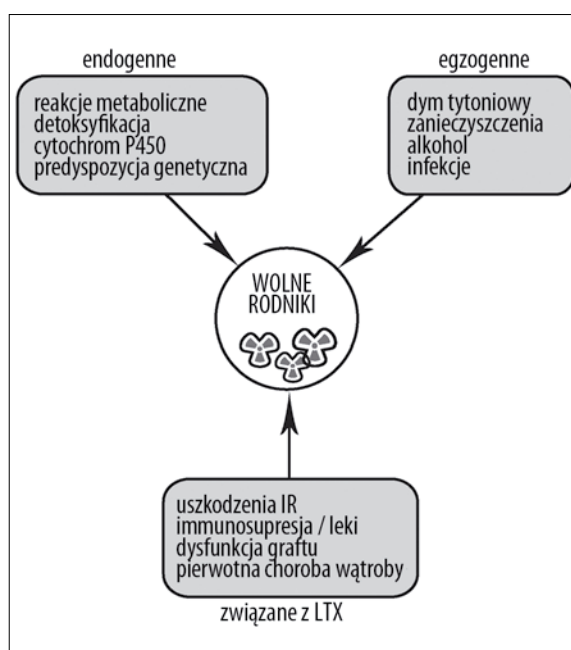 endogenne
reakcje metaboliczne
detoksyfikacja
cytochrom P450
predyspozycja genetyczna
egzogenne
dym tytoniowy
zanieczyszczenia
alkohol
infekcje
WOLNE
RODNIKI
uszkodzenia IR
immunosupresja / leki
dysfunkcja graftu
pierwotna choroba wątroby
związane z LTX